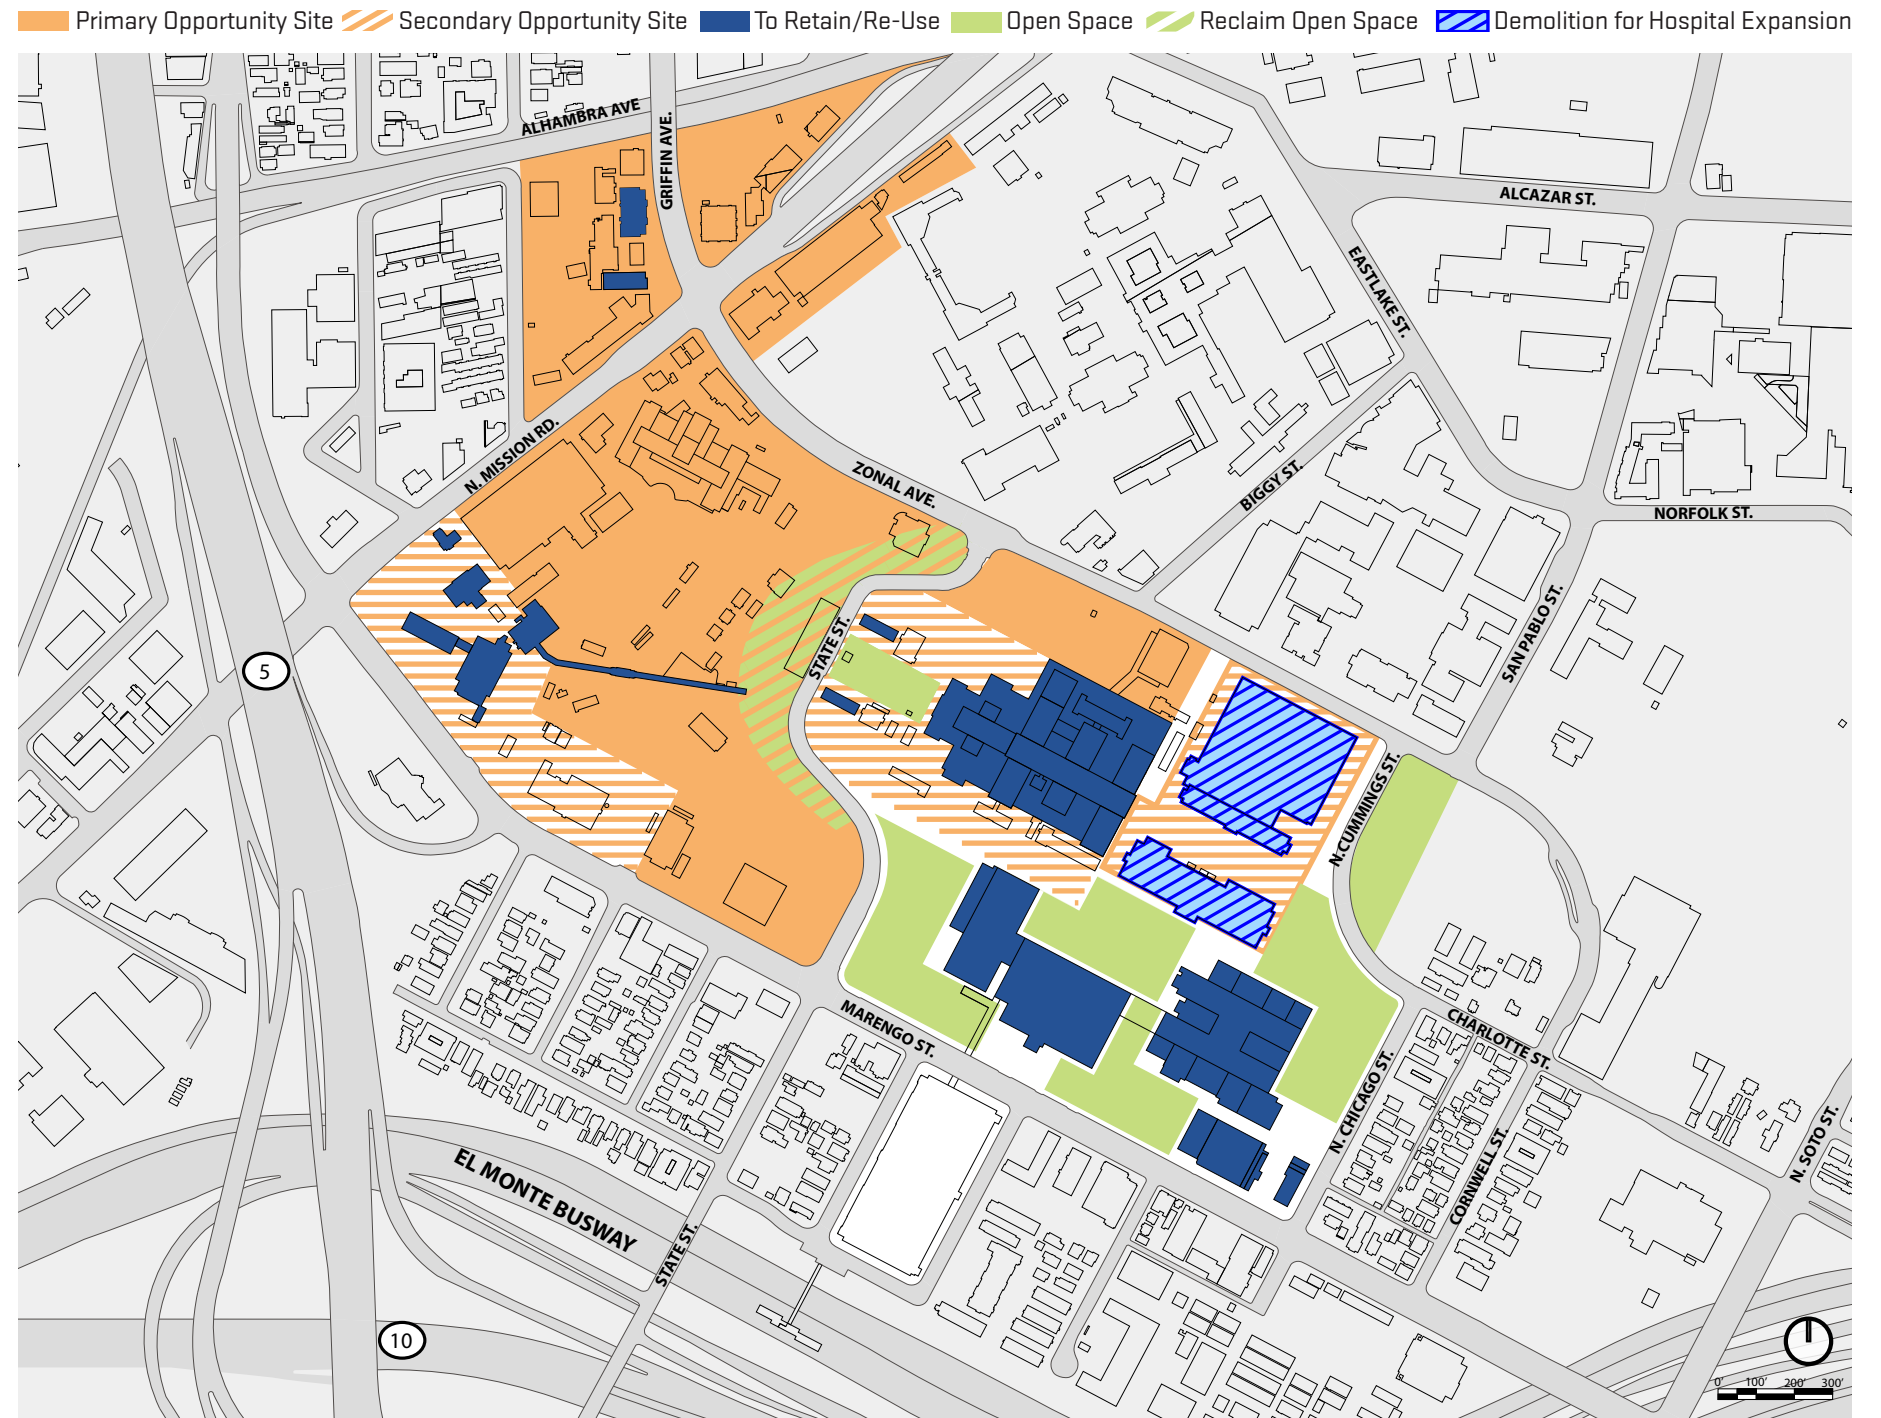 Primary Opportunity Site
Secondary Opportunity Site
To Retain/Re-Use
Open Space
Reclaim Open Space
Demolition for Hospital Expansion
ALHAMBRA AVE
GRIFFIN AVE.
ALCAZAR ST.
EASTLAKE ST.
N. MISSION RD.
ZONAL AVE.
BIGGY ST.
NORFOLK ST.
SAN PABLO ST.
STATE ST.
5
N.CUMMINGS ST.
MARENGO ST.
CHARLOTTE ST.
N. CHICAGO ST.
CORNWELL ST.
N. SOTO ST.
EL MONTE BUSWAY
STATE ST.
10
0' 100' 200' 300'